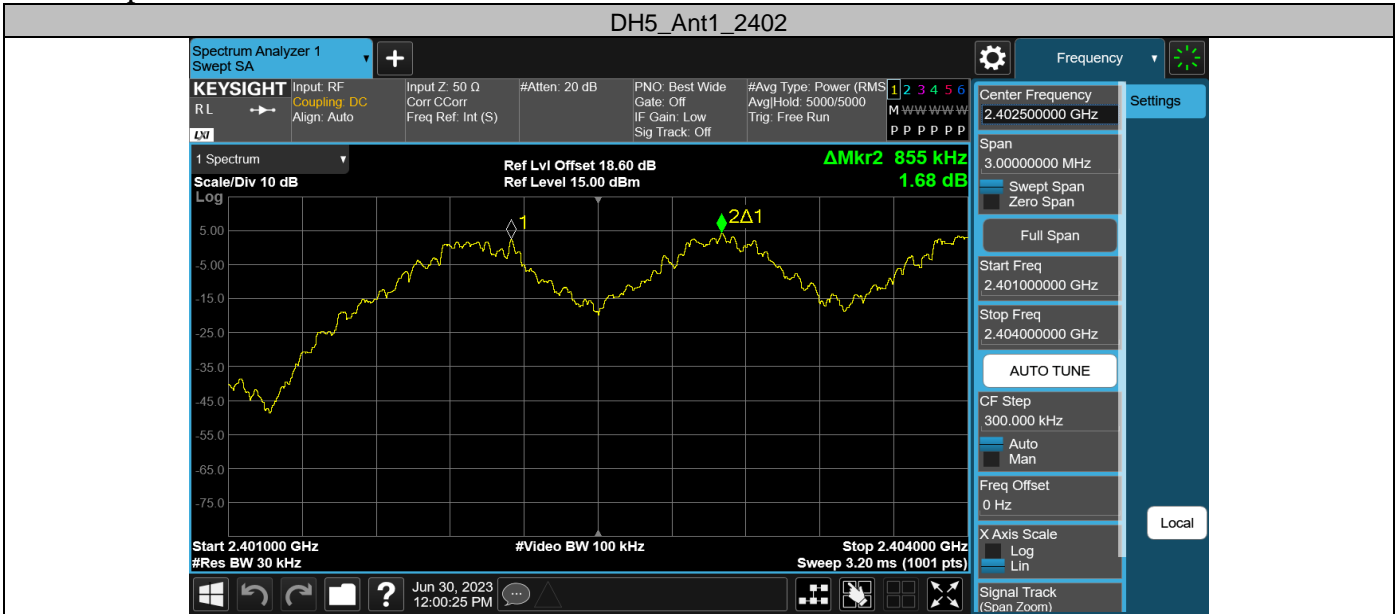 DH5_Ant1_2402
Spectrum Analyzer 1
Swept SA
Frequency
KEYSIGHT
RL
LXI
Input: RF
Coupling: DC
Align: Auto
Input Z: 50 Ω
Corr CCorr
Freq Ref: Int (S)
#Atten: 20 dB
PNO: Best Wide
Gate: Off
IF Gain: Low
Sig Track: Off
#Avg Type: Power (RMS
Avg|Hold: 5000/5000
Trig: Free Run
1 2 3 4 5 6
M W W W W W
P P P P P P
1 Spectrum
Scale/Div 10 dB
Ref Lvl Offset 18.60 dB
Ref Level 15.00 dBm
ΔMkr2 855 kHz
1.68 dB
Log
5.00
-5.00
-15.0
-25.0
-35.0
-45.0
-55.0
-65.0
-75.0
1
2Δ1
Start 2.401000 GHz
#Res BW 30 kHz
#Video BW 100 kHz
Stop 2.404000 GHz
Sweep 3.20 ms (1001 pts)
Jun 30, 2023
12:00:25 PM
Center Frequency
2.402500000 GHz
Span
3.00000000 MHz
Swept Span
Zero Span
Full Span
Start Freq
2.401000000 GHz
Stop Freq
2.404000000 GHz
AUTO TUNE
CF Step
300.000 kHz
Auto
Man
Freq Offset
0 Hz
X Axis Scale
Log
Lin
Signal Track
(Span Zoom)
Settings
Local